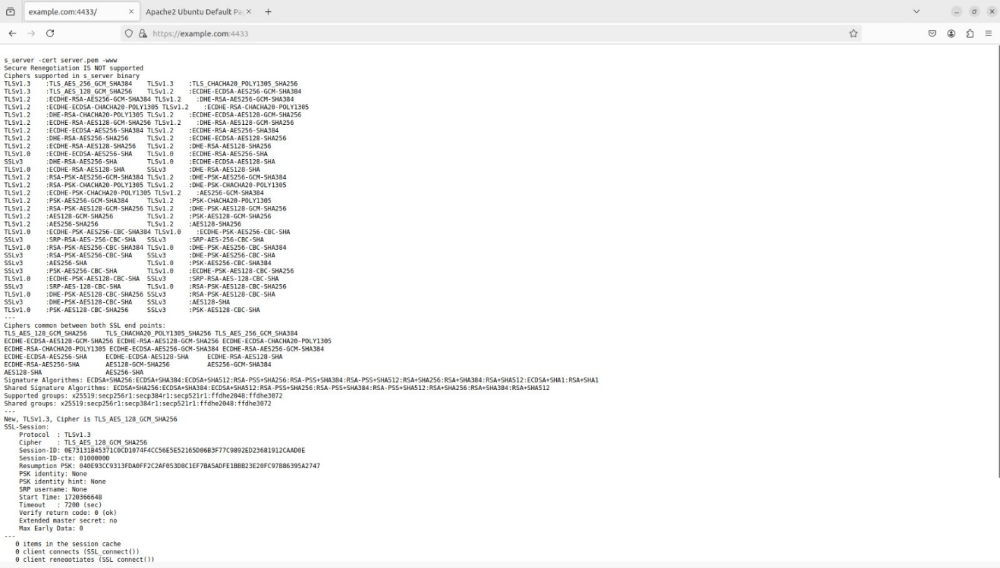 example.com:4433/
Apache2 Ubuntu Default Pa
https://example.com:4433
s_server -cert server.pem -www
Secure Renegotiation IS NOT supported
Ciphers supported in s_server binary
TLSv1.3    :TLS_AES_256_GCM_SHA384    TLSv1.3    :TLS_CHACHA20_POLY1305_SHA256
TLSv1.3    :TLS_AES_128_GCM_SHA256    TLSv1.2    :ECDHE-ECDSA-AES256-GCM-SHA384
TLSv1.2    :ECDHE-RSA-AES256-GCM-SHA384 TLSv1.2    :DHE-RSA-AES256-GCM-SHA384
TLSv1.2    :ECDHE-ECDSA-CHACHA20-POLY1305 TLSv1.2    :ECDHE-RSA-CHACHA20-POLY1305
TLSv1.2    :DHE-RSA-CHACHA20-POLY1305 TLSv1.2    :ECDHE-ECDSA-AES128-GCM-SHA256
TLSv1.2    :ECDHE-RSA-AES128-GCM-SHA256 TLSv1.2    :DHE-RSA-AES128-GCM-SHA256
TLSv1.2    :ECDHE-ECDSA-AES256-SHA384 TLSv1.2    :ECDHE-RSA-AES256-SHA384
TLSv1.2    :DHE-RSA-AES256-SHA256     TLSv1.2    :ECDHE-ECDSA-AES128-SHA256
TLSv1.2    :ECDHE-RSA-AES128-SHA256   TLSv1.2    :DHE-RSA-AES128-SHA256
TLSv1.0    :ECDHE-ECDSA-AES256-SHA    TLSv1.0    :ECDHE-RSA-AES256-SHA
SSLv3      :DHE-RSA-AES256-SHA        TLSv1.0    :ECDHE-ECDSA-AES128-SHA
TLSv1.0    :ECDHE-RSA-AES128-SHA      SSLv3      :DHE-RSA-AES128-SHA
TLSv1.2    :RSA-PSK-AES256-GCM-SHA384 TLSv1.2    :DHE-PSK-AES256-GCM-SHA384
TLSv1.2    :RSA-PSK-CHACHA20-POLY1305 TLSv1.2    :DHE-PSK-CHACHA20-POLY1305
TLSv1.2    :ECDHE-PSK-CHACHA20-POLY1305 TLSv1.2    :AES256-GCM-SHA384
TLSv1.2    :PSK-AES256-GCM-SHA384     TLSv1.2    :PSK-CHACHA20-POLY1305
TLSv1.2    :RSA-PSK-AES128-GCM-SHA256 TLSv1.2    :DHE-PSK-AES128-GCM-SHA256
TLSv1.2    :AES128-GCM-SHA256         TLSv1.2    :PSK-AES128-GCM-SHA256
TLSv1.2    :AES256-SHA256             TLSv1.2    :AES128-SHA256
TLSv1.0    :ECDHE-PSK-AES256-CBC-SHA384 TLSv1.0    :ECDHE-PSK-AES256-CBC-SHA
SSLv3      :SRP-RSA-AES-256-CBC-SHA   SSLv3      :SRP-AES-256-CBC-SHA
TLSv1.0    :RSA-PSK-AES256-CBC-SHA384 TLSv1.0    :DHE-PSK-AES256-CBC-SHA384
SSLv3      :RSA-PSK-AES256-CBC-SHA    SSLv3      :DHE-PSK-AES256-CBC-SHA
SSLv3      :AES256-SHA                TLSv1.0    :PSK-AES256-CBC-SHA384
SSLv3      :PSK-AES256-CBC-SHA        TLSv1.0    :ECDHE-PSK-AES128-CBC-SHA256
TLSv1.0    :ECDHE-PSK-AES128-CBC-SHA  SSLv3      :SRP-RSA-AES-128-CBC-SHA
SSLv3      :SRP-AES-128-CBC-SHA       TLSv1.0    :RSA-PSK-AES128-CBC-SHA256
TLSv1.0    :DHE-PSK-AES128-CBC-SHA256 SSLv3      :RSA-PSK-AES128-CBC-SHA
SSLv3      :DHE-PSK-AES128-CBC-SHA    SSLv3      :AES128-SHA
TLSv1.0    :PSK-AES128-CBC-SHA256     SSLv3      :PSK-AES128-CBC-SHA
---
Ciphers common between both SSL end points:
TLS_AES_128_GCM_SHA256     TLS_CHACHA20_POLY1305_SHA256 TLS_AES_256_GCM_SHA384
ECDHE-ECDSA-AES128-GCM-SHA256 ECDHE-RSA-AES128-GCM-SHA256 ECDHE-ECDSA-CHACHA20-POLY1305
ECDHE-RSA-CHACHA20-POLY1305 ECDHE-ECDSA-AES256-GCM-SHA384 ECDHE-RSA-AES256-GCM-SHA384
ECDHE-ECDSA-AES256-SHA     ECDHE-ECDSA-AES128-SHA     ECDHE-RSA-AES128-SHA
ECDHE-RSA-AES256-SHA       AES128-GCM-SHA256          AES256-GCM-SHA384
AES128-SHA                 AES256-SHA
Signature Algorithms: ECDSA+SHA256:ECDSA+SHA384:ECDSA+SHA512:RSA-PSS+SHA256:RSA-PSS+SHA384:RSA-PSS+SHA512:RSA+SHA256:RSA+SHA384:RSA+SHA512:ECDSA+SHA1:RSA+SHA1
Shared Signature Algorithms: ECDSA+SHA256:ECDSA+SHA384:ECDSA+SHA512:RSA-PSS+SHA256:RSA-PSS+SHA384:RSA-PSS+SHA512:RSA+SHA256:RSA+SHA384:RSA+SHA512
Supported groups: x25519:secp256r1:secp384r1:secp521r1:ffdhe2048:ffdhe3072
Shared groups: x25519:secp256r1:secp384r1:secp521r1:ffdhe2048:ffdhe3072
---
New, TLSv1.3, Cipher is TLS_AES_128_GCM_SHA256
SSL-Session:
    Protocol  : TLSv1.3
    Cipher    : TLS_AES_128_GCM_SHA256
    Session-ID: 0E73131B45371C0CD1074F4CC56E5E52165D06B3F77C9892ED23681912CAAD0E
    Session-ID-ctx: 01000000
    Resumption PSK: 040E93CC9313FDA0FF2C2AF053D8C1EF7BA5ADFE1BBB23E20FC97B86395A2747
    PSK identity: None
    PSK identity hint: None
    SRP username: None
    Start Time: 1720366648
    Timeout   : 7200 (sec)
    Verify return code: 0 (ok)
    Extended master secret: no
    Max Early Data: 0
---
   0 items in the session cache
   0 client connects (SSL_connect())
   0 client renegotiates (SSL_connect())